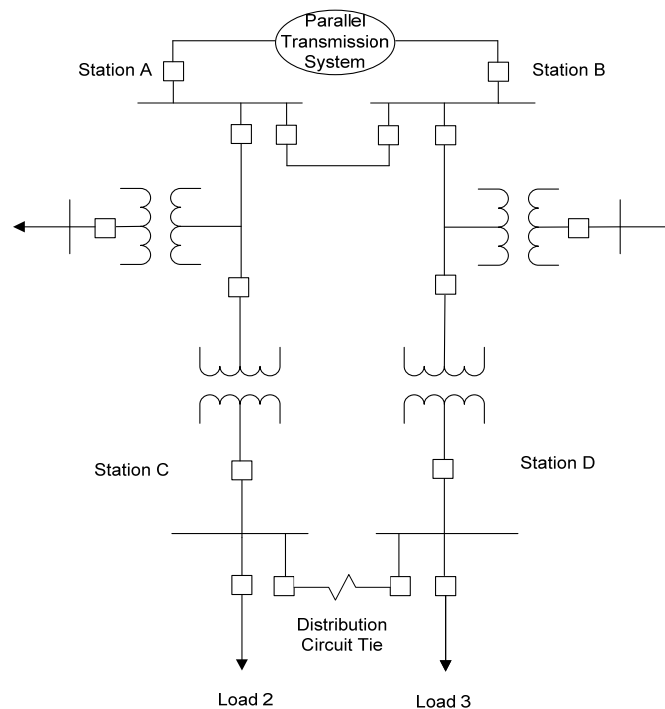 Parallel
Transmission
System
Station A
Station B
Station C
Station D
Distribution
Circuit Tie
Load 2
Load 3